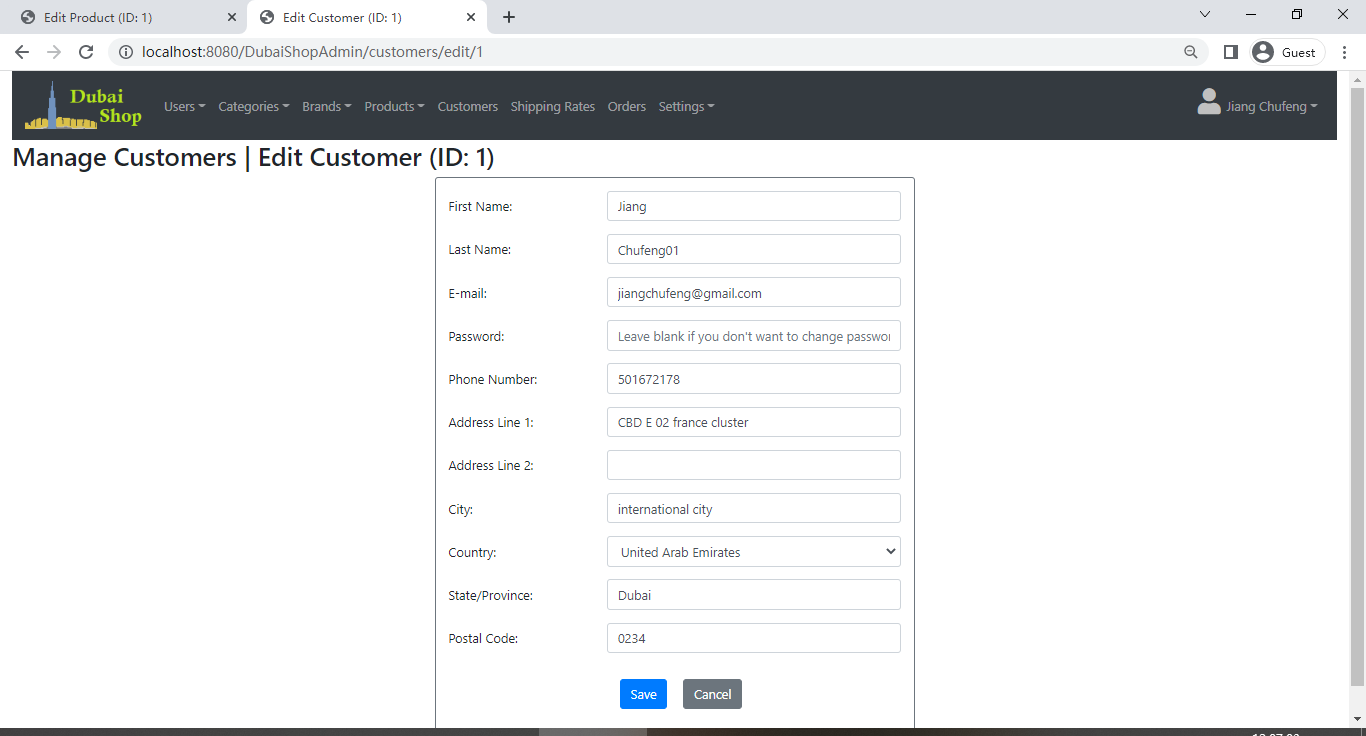 Edit Product (ID: 1)
Edit Customer (ID: 1)
localhost:8080/DubaiShopAdmin/customers/edit/1
Guest
Dubai
Shop
Users Categories Brands Products Customers Shipping Rates Orders Settings
Jiang Chufeng
Manage Customers | Edit Customer (ID: 1)
First Name: Jiang
Last Name: Chufeng01
E-mail: jiangchufeng@gmail.com
Password: Leave blank if you don't want to change passwor
Phone Number: 501672178
Address Line 1: CBD E 02 france cluster
Address Line 2:
City: international city
Country: United Arab Emirates
State/Province: Dubai
Postal Code: 0234
Save Cancel